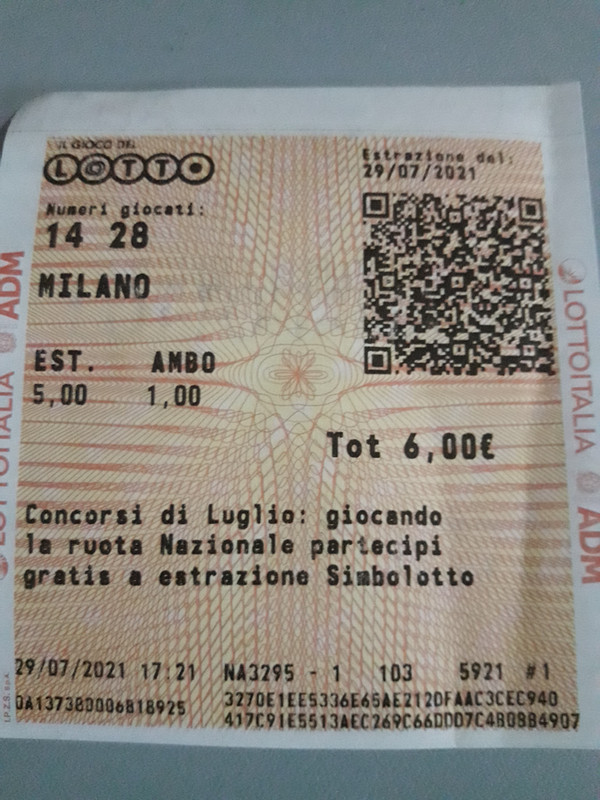 IL GIOCO DEL
LOTTO
Estrazione del:
29/07/2021
Numeri giocati:
14 28
MILANO
EST. AMBO
5,00 1,00
Tot 6,00€
Concorsi di Luglio: giocando
la ruota Nazionale partecipi
gratis a estrazione Simbolotto
29/07/2021 17:21 NA3295 - 1 103 5921 #1
0A13738D006818925
3270E1EE5336E65AE212DFAAC3CEC940
417C91E5513AEC269C66DDD7C4B0BB4907
ADM
LOTTOITALIA
LOTTOITALIA
ADM
I.P.Z.S. S.p.A.